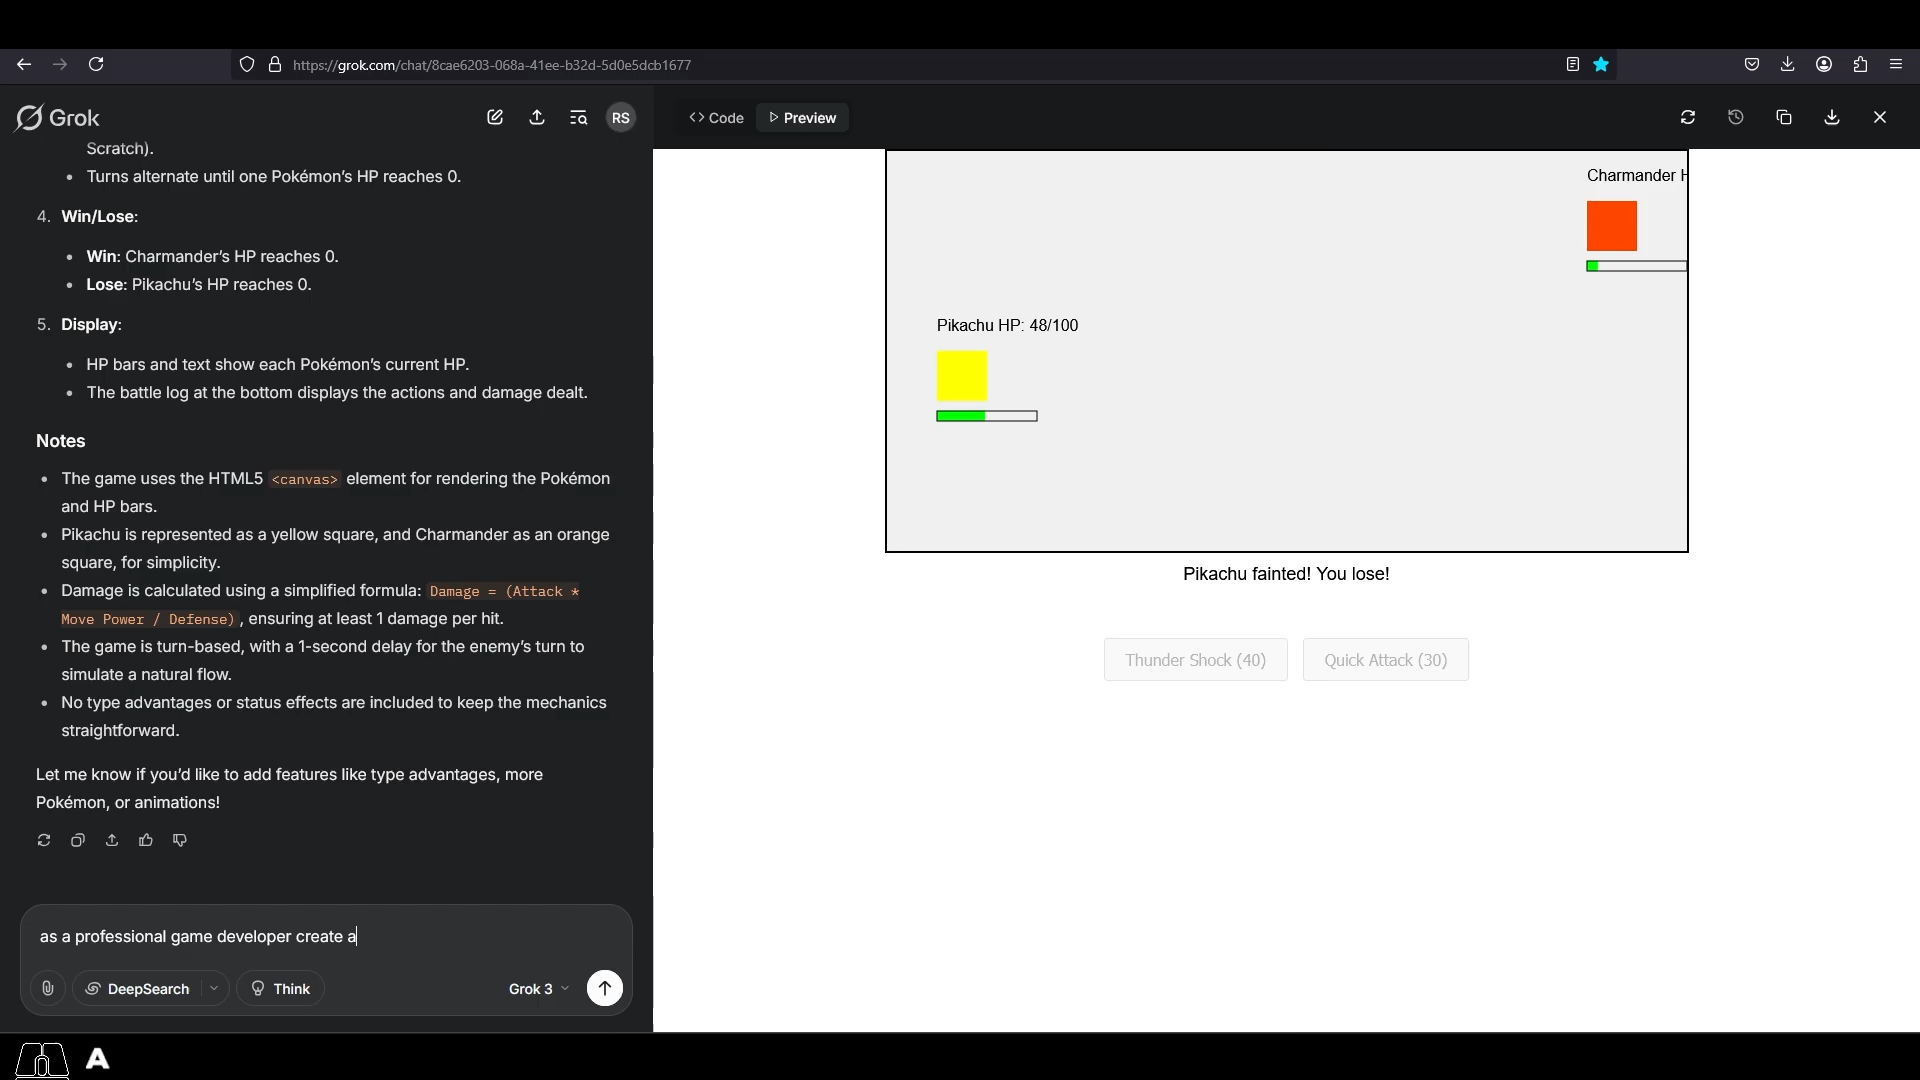 https://grok.com/chat/8cae6203-068a-41ee-b32d-5d0e5dcb1677
Grok
RS
Code
Preview
Scratch).
Turns alternate until one Pokémon's HP reaches 0.
4. Win/Lose:
Win: Charmander's HP reaches 0.
Lose: Pikachu's HP reaches 0.
5. Display:
HP bars and text show each Pokémon's current HP.
The battle log at the bottom displays the actions and damage dealt.
Notes
The game uses the HTML5 <canvas> element for rendering the Pokémon
and HP bars.
Pikachu is represented as a yellow square, and Charmander as an orange
square, for simplicity.
Damage is calculated using a simplified formula: Damage = (Attack *
Move Power / Defense), ensuring at least 1 damage per hit.
The game is turn-based, with a 1-second delay for the enemy's turn to
simulate a natural flow.
No type advantages or status effects are included to keep the mechanics
straightforward.
Let me know if you'd like to add features like type advantages, more
Pokémon, or animations!
as a professional game developer create a
DeepSearch
Think
Grok 3
Charmander H
Pikachu HP: 48/100
Pikachu fainted! You lose!
Thunder Shock (40)
Quick Attack (30)
A